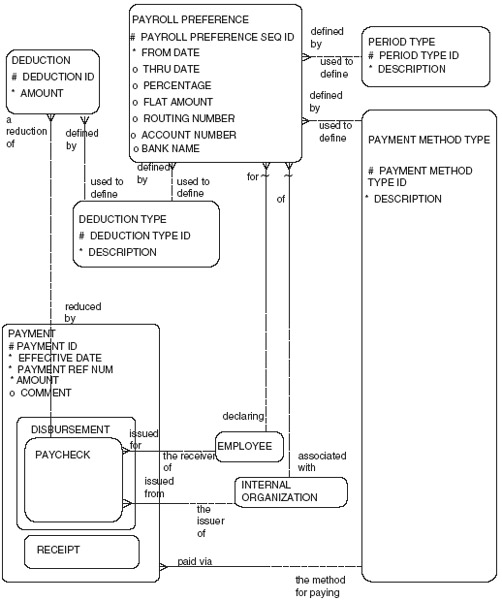 PAYROLL PREFERENCE
# PAYROLL PREFERENCE SEQ ID
* FROM DATE
o THRU DATE
o PERCENTAGE
o FLAT AMOUNT
o ROUTING NUMBER
o ACCOUNT NUMBER
o BANK NAME
defined
by
used to
define
PERIOD TYPE
# PERIOD TYPE ID
* DESCRIPTION
DEDUCTION
# DEDUCTION ID
* AMOUNT
defined
by
used to
define
PAYMENT METHOD TYPE
# PAYMENT METHOD
TYPE ID
* DESCRIPTION
a
reduction
of
defined
by
used to
define
defined
by
used to
define
for
of
DEDUCTION TYPE
# DEDUCTION TYPE ID
* DESCRIPTION
reduced
by
PAYMENT
# PAYMENT ID
* EFFECTIVE DATE
* PAYMENT REF NUM
* AMOUNT
o COMMENT
DISBURSEMENT
PAYCHECK
issued
for
the receiver
of
declaring
EMPLOYEE
issued
from
the
issuer
of
associated
with
INTERNAL
ORGANIZATION
RECEIPT
paid via
the method
for paying